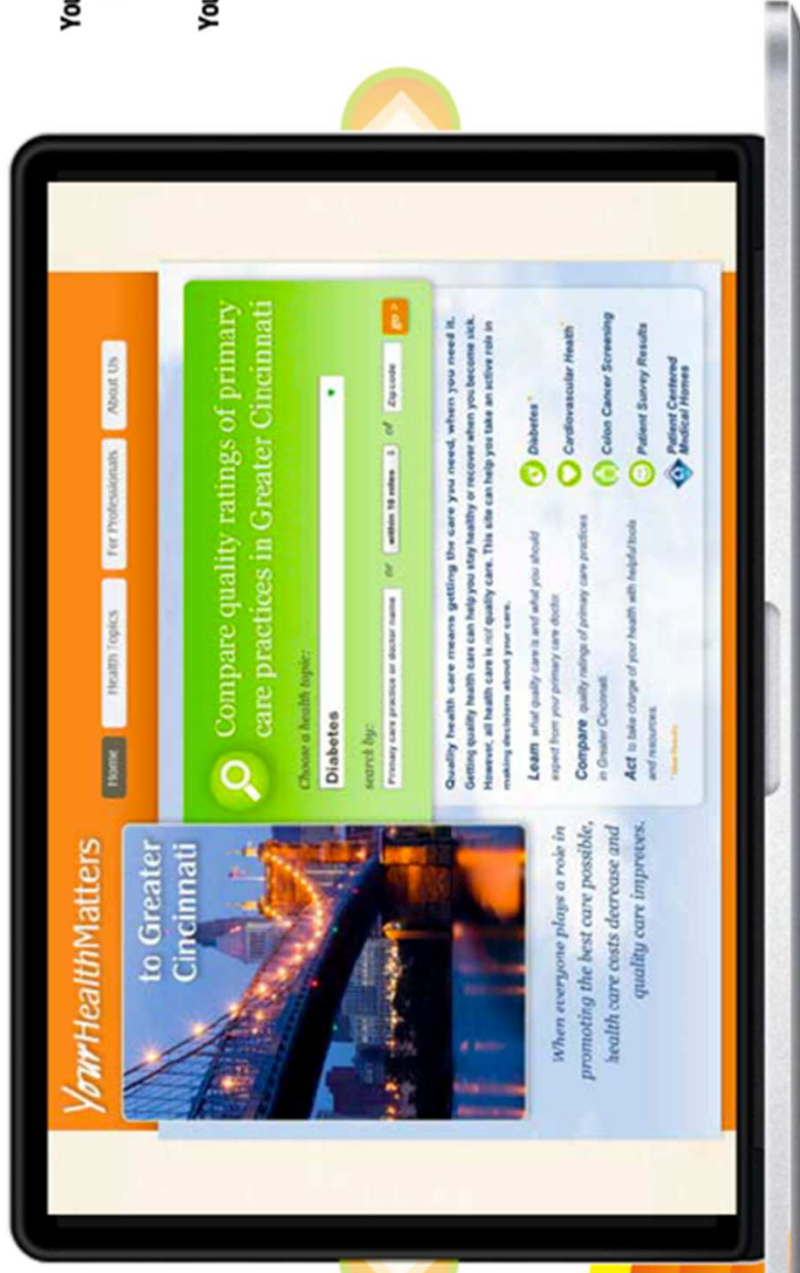 You
You
YourHealthMatters
Home
Health Topics
For Professionals
About Us
to Greater
Cincinnati
Compare quality ratings of primary
care practices in Greater Cincinnati
Choose a health topic:
Diabetes
search by:
Primary care practice or doctor name
or
within 10 miles
of
Zip code
go >
When everyone plays a role in
promoting the best care possible,
health care costs decrease and
quality care improves.
Quality health care means getting the care you need, when you need it.
Getting quality health care can help you stay healthy or recover when you become sick.
However, all health care is not quality care. This site can help you take an active role in
making decisions about your care.
Learn what quality care is and what you should
expect from your primary care doctor.
Compare quality ratings of primary care practices
in Greater Cincinnati.
Act to take charge of your health with helpful tools
and resources.
Diabetes *
Cardiovascular Health *
Colon Cancer Screening
Patient Survey Results
Patient Centered
Medical Homes